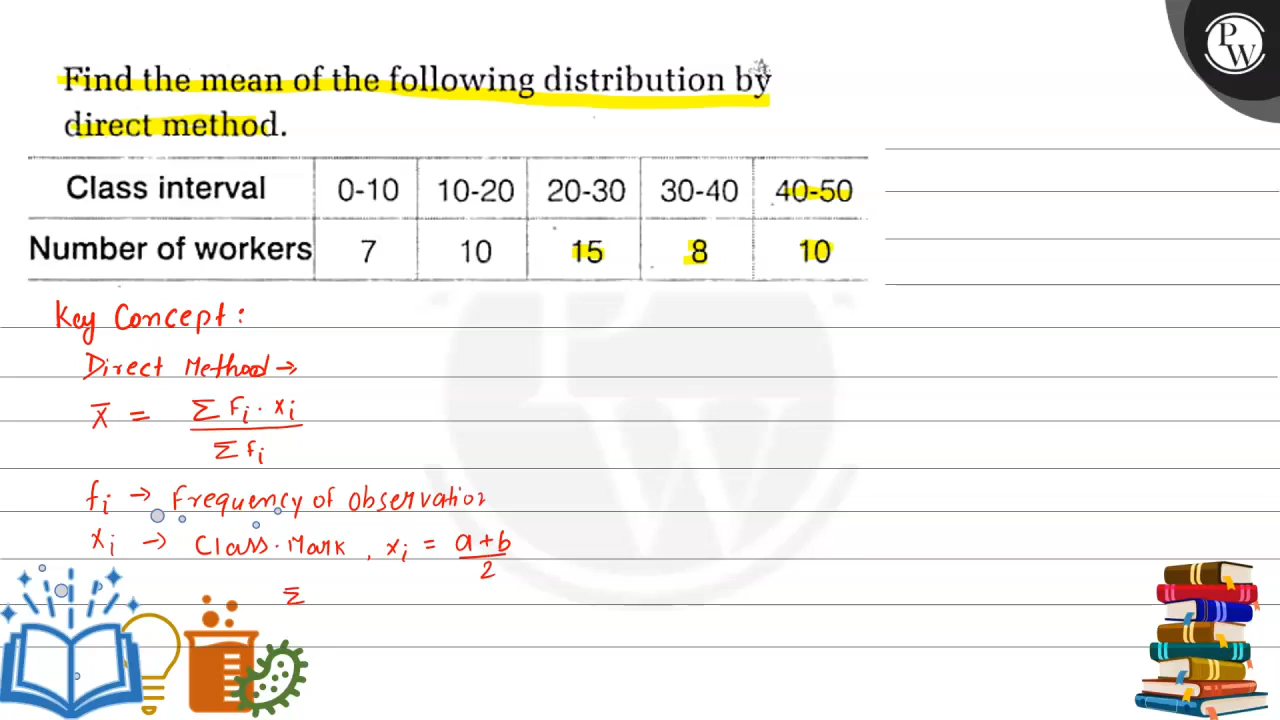 P
W
Find the mean of the following distribution by
direct method.
Class interval 0-10 10-20 20-30 30-40 40-50
Number of workers 7 10 15 8 10
Key Concept:
Direct Method →
x̄ = Σ fi · xi / Σ fi
fi → Frequency of observation
xi → Class-Mark, xi = a+b / 2
Σ